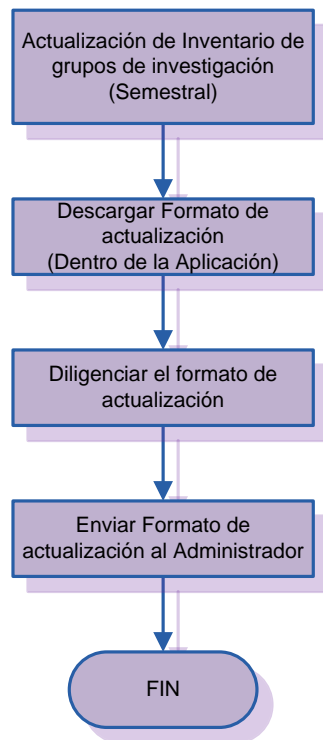 Actualización de Inventario de
grupos de investigación
(Semestral)
Descargar Formato de
actualización
(Dentro de la Aplicación)
Diligenciar el formato de
actualización
Enviar Formato de
actualización al Administrador
FIN